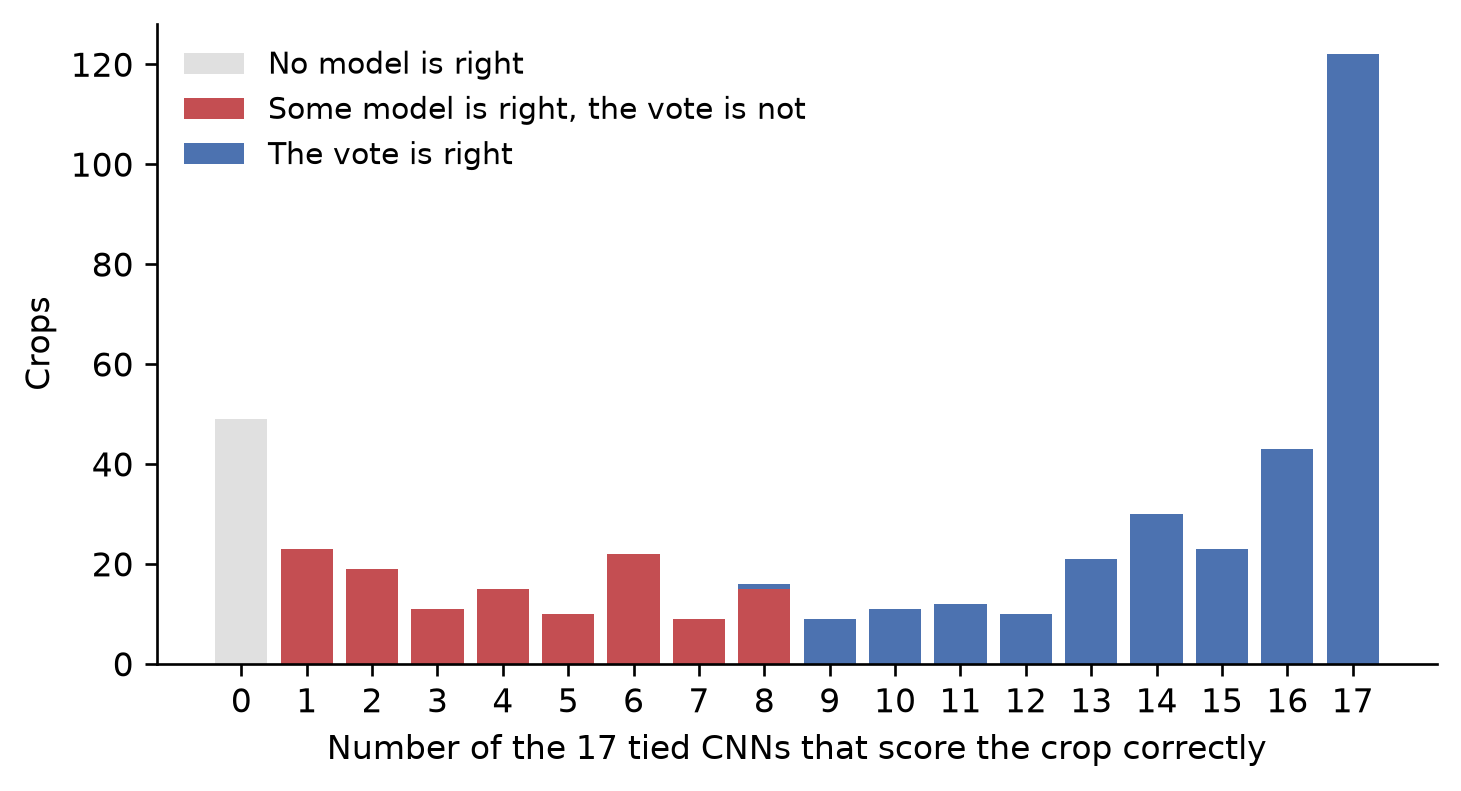 No model is right
Some model is right, the vote is not
The vote is right
Crops
120
100
80
60
40
20
0
0 1 2 3 4 5 6 7 8 9 10 11 12 13 14 15 16 17
Number of the 17 tied CNNs that score the crop correctly